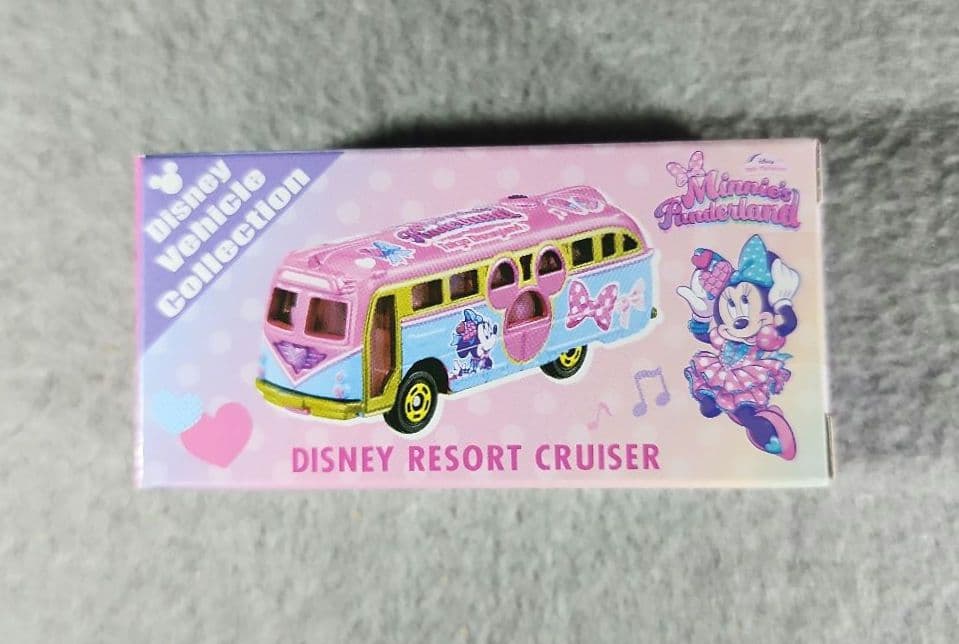 Disney
Vehicle
Collection
Minnie's
Funderland
DISNEY RESORT CRUISER